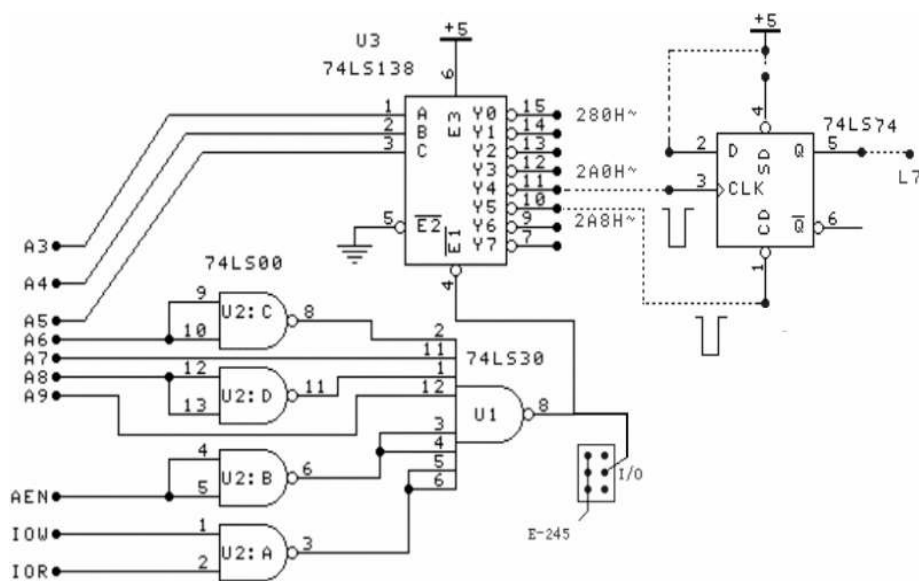 +5
+5
U3
74LS138
6
1
2
3
A
B
C
E3
Y0
Y1
Y2
Y3
Y4
Y5
Y6
Y7
15
14
13
12
11
10
9
7
280H~
2A0H~
2A8H~
5
E2
E1
4
74LS74
4
2
3
D
CLK
SD
CD
Q
Q
5
6
1
L7
A3
A4
A5
A6
A7
A8
A9
AEN
IOW
IOR
74LS00
9
10
U2:C
8
12
13
U2:D
11
4
5
U2:B
6
1
2
U2:A
3
74LS30
2
11
1
12
3
4
5
6
U1
8
I/O
E-245